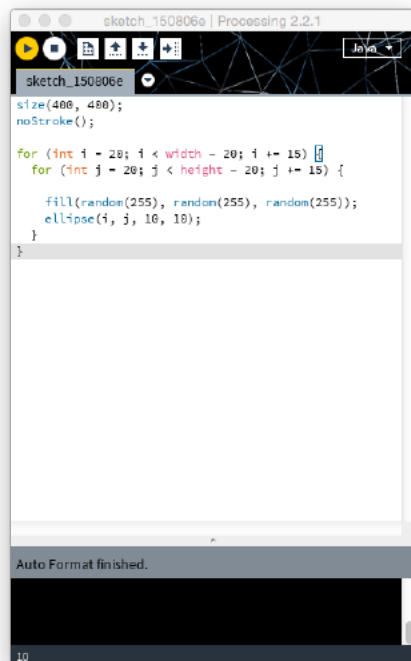 sketch_150806e | Processing 2.2.1
Java
sketch_150806e
size(400, 400);
noStroke();
for (int i = 20; i < width - 20; i += 15) {
for (int j = 20; j < height - 20; j += 15) {
fill(random(255), random(255), random(255));
ellipse(i, j, 10, 10);
}
}
Auto Format finished.
10